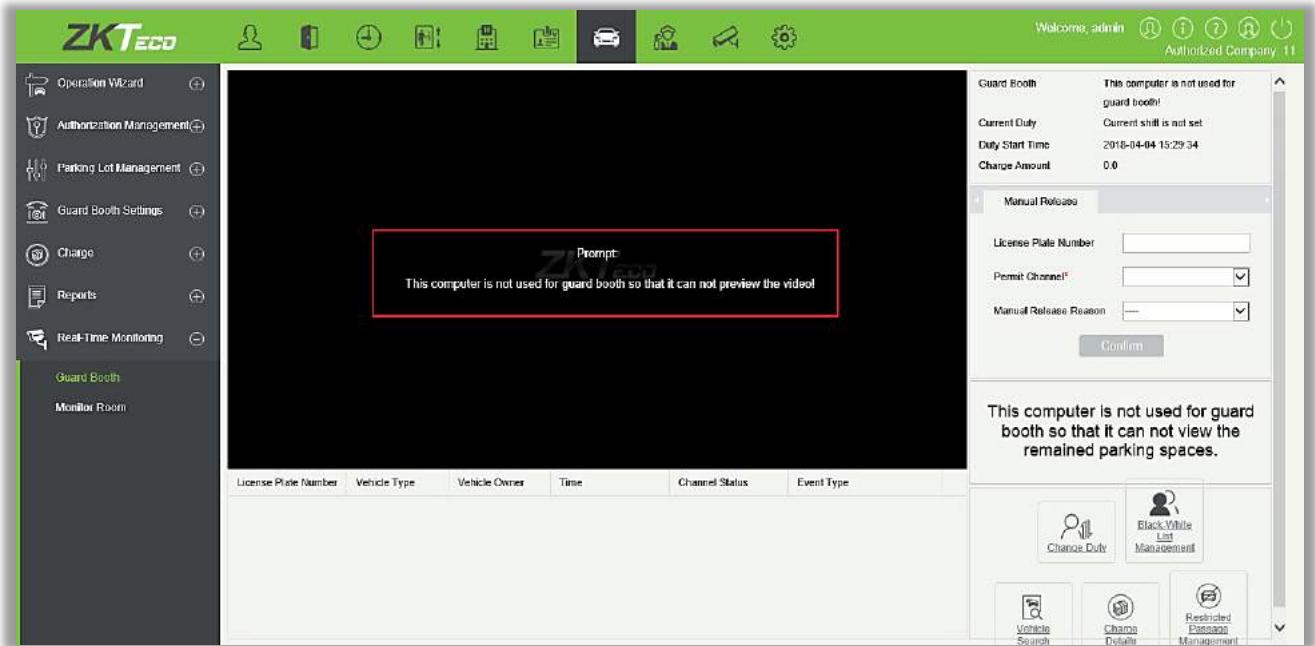 ZKTeco
Welcome, admin
Authorized Company 11
Operation Wizard
Authorization Management
Parking Lot Management
Guard Booth Settings
Charge
Reports
Real-Time Monitoring
Guard Booth
Monitor Room
ZKTeco
Prompt:
This computer is not used for guard booth so that it can not preview the video!
License Plate Number Vehicle Type Vehicle Owner Time Channel Status Event Type
Guard Booth This computer is not used for
guard booth!
Current Duty Current shift is not set
Duty Start Time 2018-04-04 15:29:34
Charge Amount 0.0
Manual Release
License Plate Number
Permit Channel*
Manual Release Reason ----
Confirm
This computer is not used for guard
booth so that it can not view the
remained parking spaces.
Change Duty
Black-White
List
Management
Vehicle
Search
Charge
Details
Restricted
Passage
Management